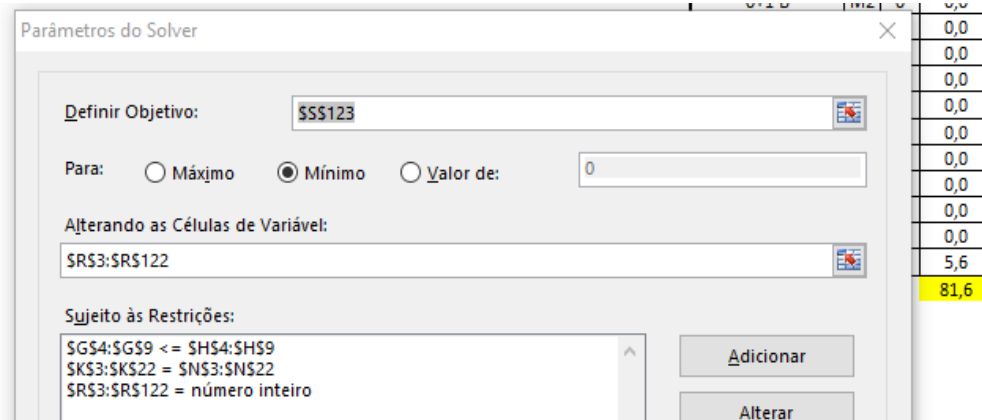 M2
0
0,0
Parâmetros do Solver
0,0
0,0
0,0
Definir Objetivo:
$S$123
0,0
0,0
Para:
Máximo
Mínimo
Valor de:
0
0,0
0,0
Alterando as Células de Variável:
0,0
0,0
$R$3:$R$122
5,6
81,6
Sujeito às Restrições:
$G$4:$G$9 <= $H$4:$H$9
$K$3:$K$22 = $N$3:$N$22
$R$3:$R$122 = número inteiro
Adicionar
Alterar